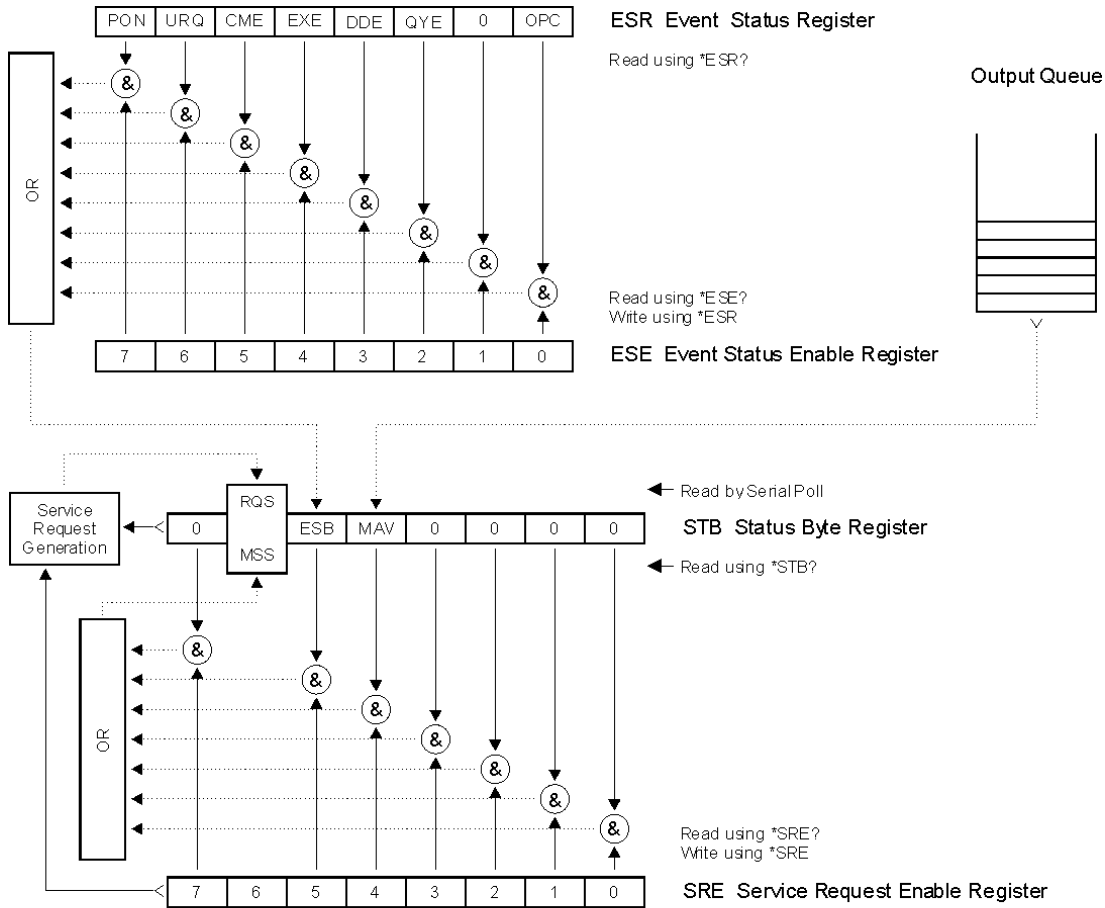 PON URQ CME EXE DDE QYE 0 OPC
ESR Event Status Register
Read using *ESR?
Output Queue
&
&
&
&
OR
&
&
&
&
Read using *ESE?
Write using *ESR
7 6 5 4 3 2 1 0
ESE Event Status Enable Register
Service
Request
Generation
RQS
MSS
0 ESB MAV 0 0 0 0
Read by Serial Poll
STB Status Byte Register
Read using *STB?
&
&
&
OR
&
&
&
&
Read using *SRE?
Write using *SRE
7 6 5 4 3 2 1 0
SRE Service Request Enable Register